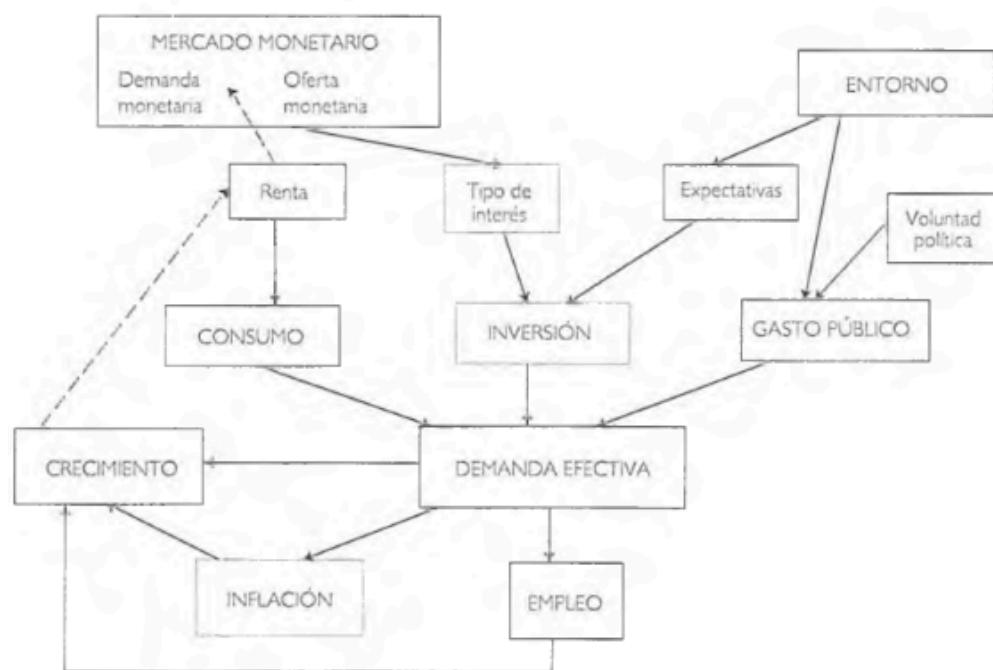 MERCADO MONETARIO
Demanda Oferta
monetaria monetaria
ENTORNO
Renta
Tipo de
interés
Expectativas
Voluntad
política
CONSUMO
INVERSIÓN
GASTO PÚBLICO
CRECIMIENTO
DEMANDA EFECTIVA
INFLACIÓN
EMPLEO